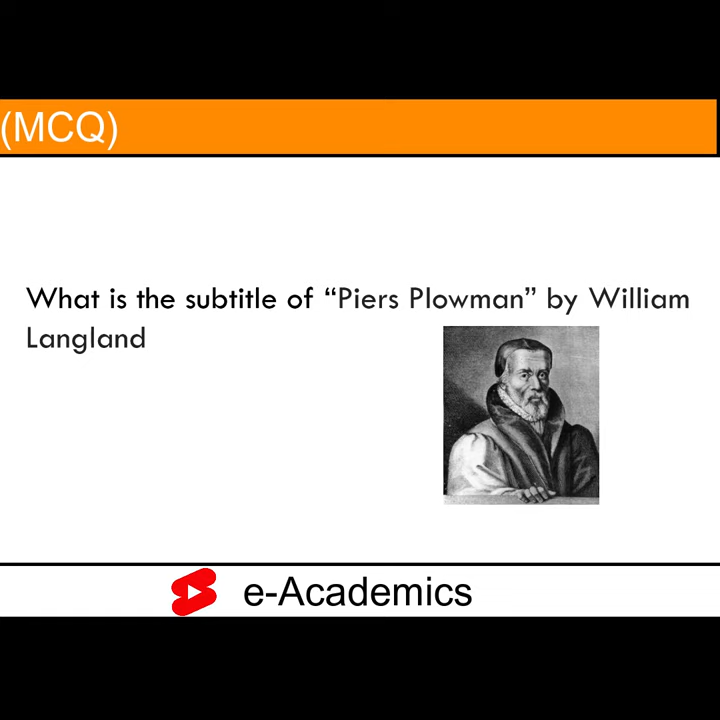 (MCQ)
What is the subtitle of “Piers Plowman” by William
Langland
e-Academics